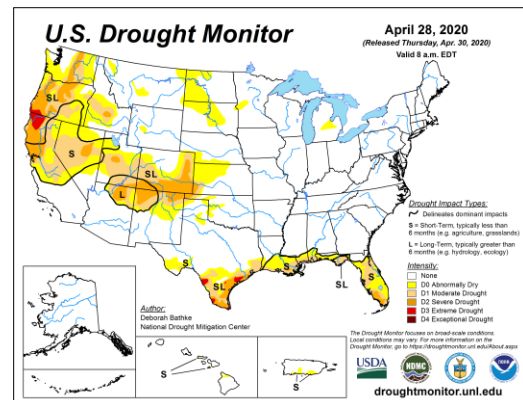 U.S. Drought Monitor
April 28, 2020
(Released Thursday, Apr. 30, 2020)
Valid 8 a.m. EDT
SL
S
SL
L
S
SL
S
SL
S
Drought Impact Types:
Delineates dominant impacts
S = Short-Term, typically less than
6 months (e.g. agriculture, grasslands)
L = Long-Term, typically greater than
6 months (e.g. hydrology, ecology)
Intensity:
None
D0 Abnormally Dry
D1 Moderate Drought
D2 Severe Drought
D3 Extreme Drought
D4 Exceptional Drought
Author:
Deborah Bathke
National Drought Mitigation Center
S
S
The Drought Monitor focuses on broad-scale conditions.
Local conditions may vary. For more information on the
Drought Monitor, go to https://droughtmonitor.unl.edu/About.aspx
USDA
NDMC
droughtmonitor.unl.edu